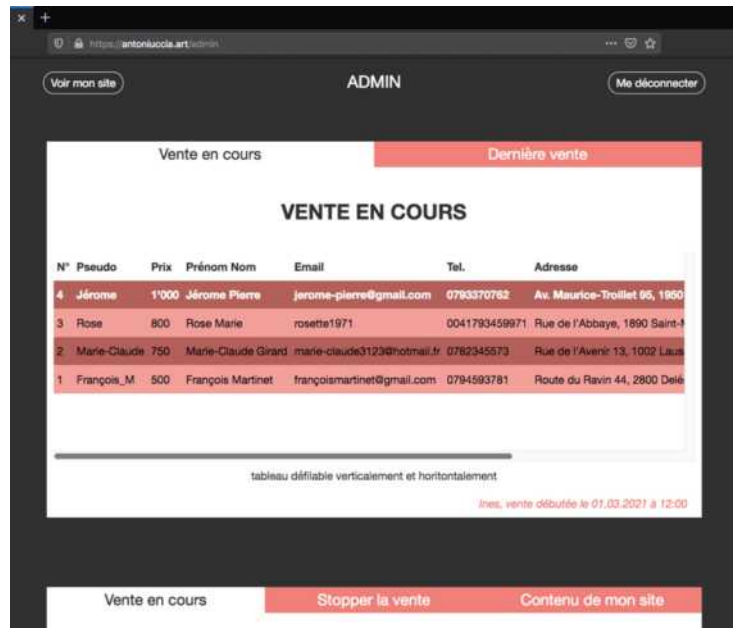 https://antoniuccia.art/admin
Voir mon site
ADMIN
Me déconnecter
Vente en cours
Dernière vente
VENTE EN COURS
N° Pseudo Prix Prénom Nom Email Tel. Adresse
4 Jérome 1'000 Jérome Pierre jerome-pierre@gmail.com 0793370762 Av. Maurice-Troillet 95, 1950
3 Rose 800 Rose Marie rosette1971 0041793459971 Rue de l'Abbaye, 1890 Saint-
2 Marie-Claude 750 Marie-Claude Girard marie-claude3123@hotmail.fr 0782345573 Rue de l'Avenir 13, 1002 Laus
1 François_M 500 François Martinet françoismartinet@gmail.com 0794593781 Route du Ravin 44, 2800 Delé
tableau défilable verticalement et horitontalement
Ines, vente débutée le 01.03.2021 à 12:00
Vente en cours
Stopper la vente
Contenu de mon site